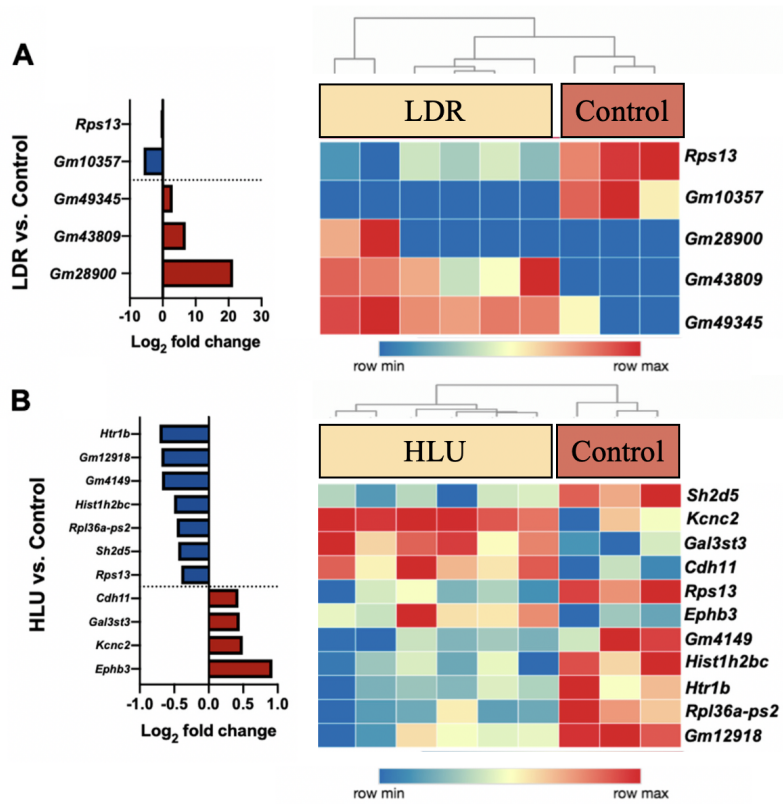 A
LDR vs. Control
Rps13
Gm10357
Gm49345
Gm43809
Gm28900
-10 0 10 20 30
Log2 fold change
LDR Control
Rps13
Gm10357
Gm28900
Gm43809
Gm49345
row min row max
B
HLU vs. Control
Htr1b
Gm12918
Gm4149
Hist1h2bc
Rpl36a-ps2
Sh2d5
Rps13
Cdh11
Gal3st3
Kcnc2
Ephb3
-1.0 -0.5 0.0 0.5 1.0
Log2 fold change
HLU Control
Sh2d5
Kcnc2
Gal3st3
Cdh11
Rps13
Ephb3
Gm4149
Hist1h2bc
Htr1b
Rpl36a-ps2
Gm12918
row min row max